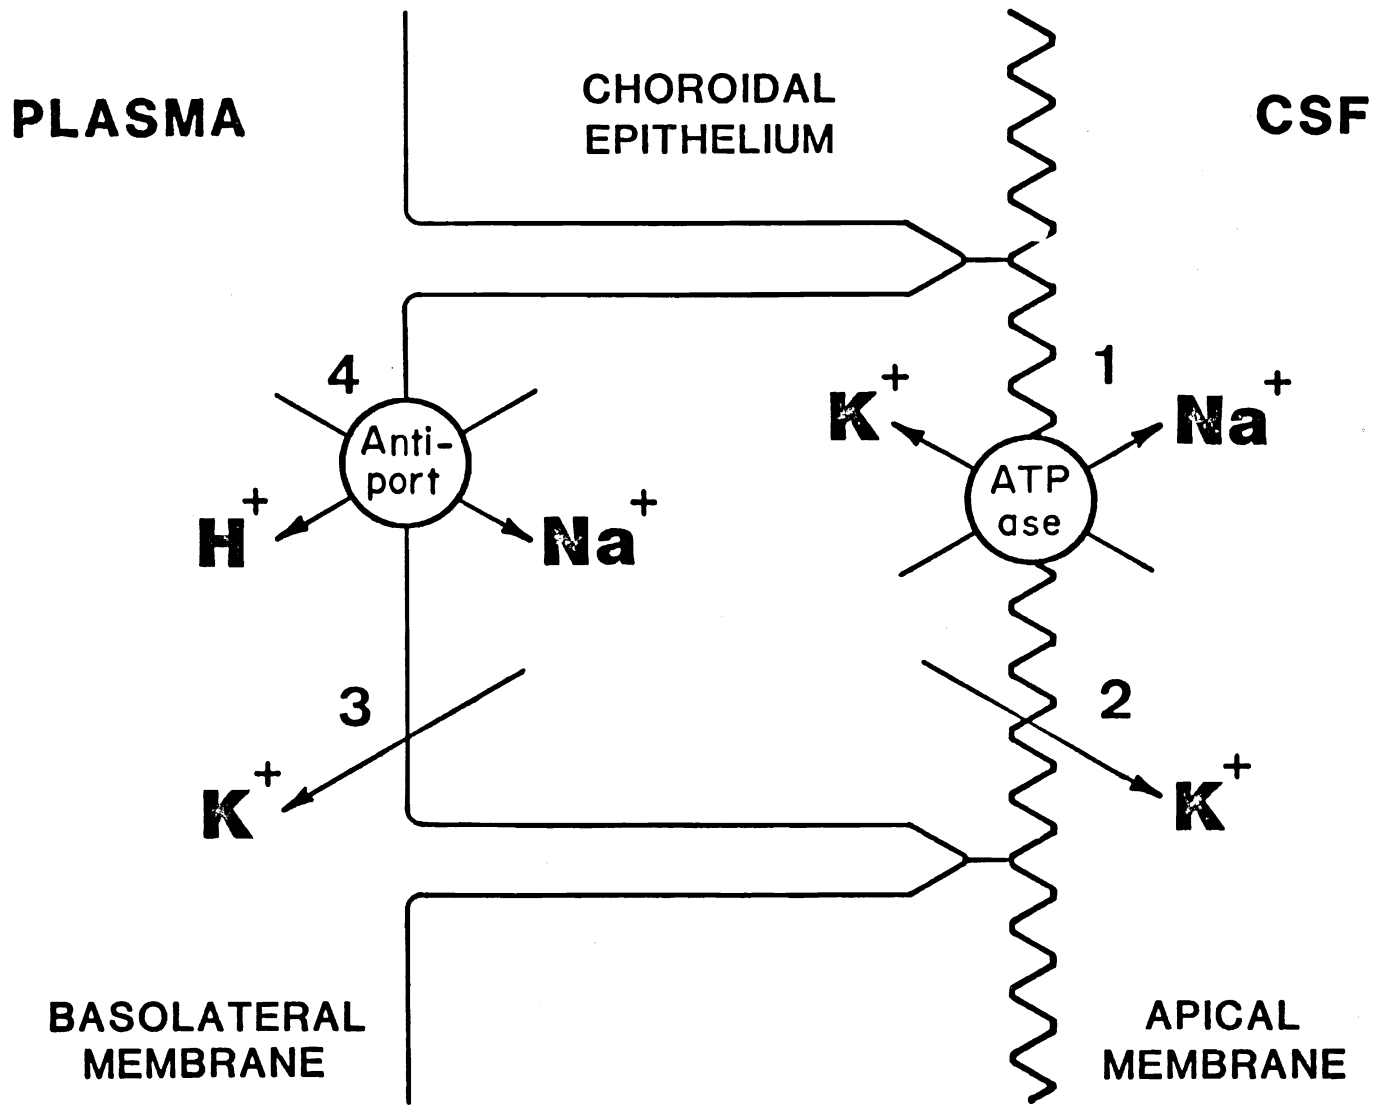 PLASMA
CHOROIDAL
EPITHELIUM
CSF
4
Anti-
port
H+
Na+
K+
1
Na+
ATP
ase
3
K+
2
K+
BASOLATERAL
MEMBRANE
APICAL
MEMBRANE